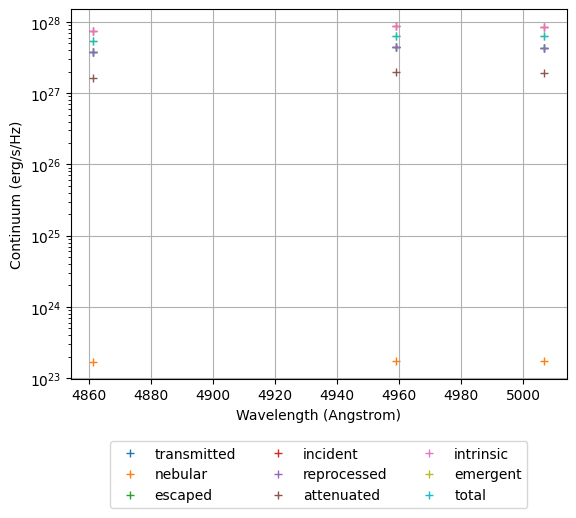 10^28
10^27
10^26
10^25
10^24
10^23
Continuum (erg/s/Hz)
4860 4880 4900 4920 4940 4960 4980 5000
Wavelength (Angstrom)
transmitted incident intrinsic
nebular reprocessed emergent
escaped attenuated total